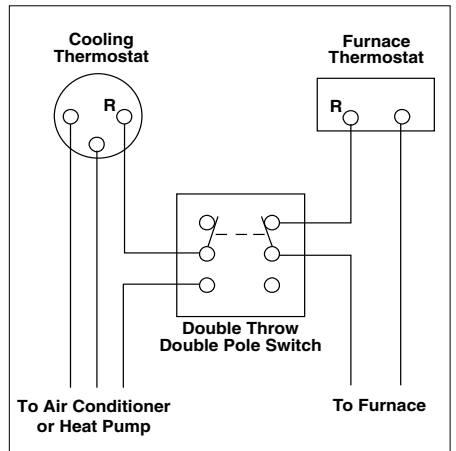 Cooling
Thermostat
Furnace
Thermostat
R
R
Double Throw
Double Pole Switch
To Air Conditioner
or Heat Pump
To Furnace